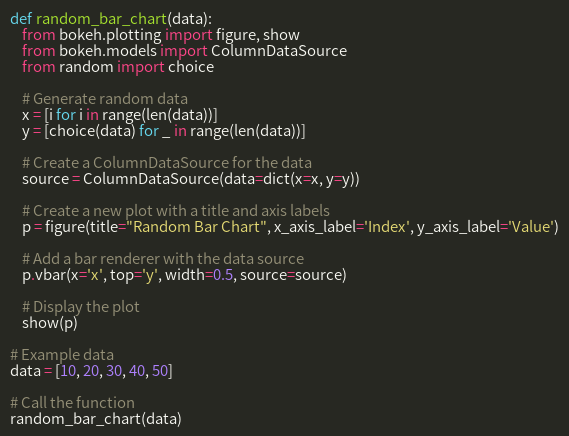 def random_bar_chart(data):
    from bokeh.plotting import figure, show
    from bokeh.models import ColumnDataSource
    from random import choice

    # Generate random data
    x = [i for i in range(len(data))]
    y = [choice(data) for _ in range(len(data))]

    # Create a ColumnDataSource for the data
    source = ColumnDataSource(data=dict(x=x, y=y))

    # Create a new plot with a title and axis labels
    p = figure(title="Random Bar Chart", x_axis_label='Index', y_axis_label='Value')

    # Add a bar renderer with the data source
    p.vbar(x='x', top='y', width=0.5, source=source)

    # Display the plot
    show(p)

# Example data
data = [10, 20, 30, 40, 50]

# Call the function
random_bar_chart(data)